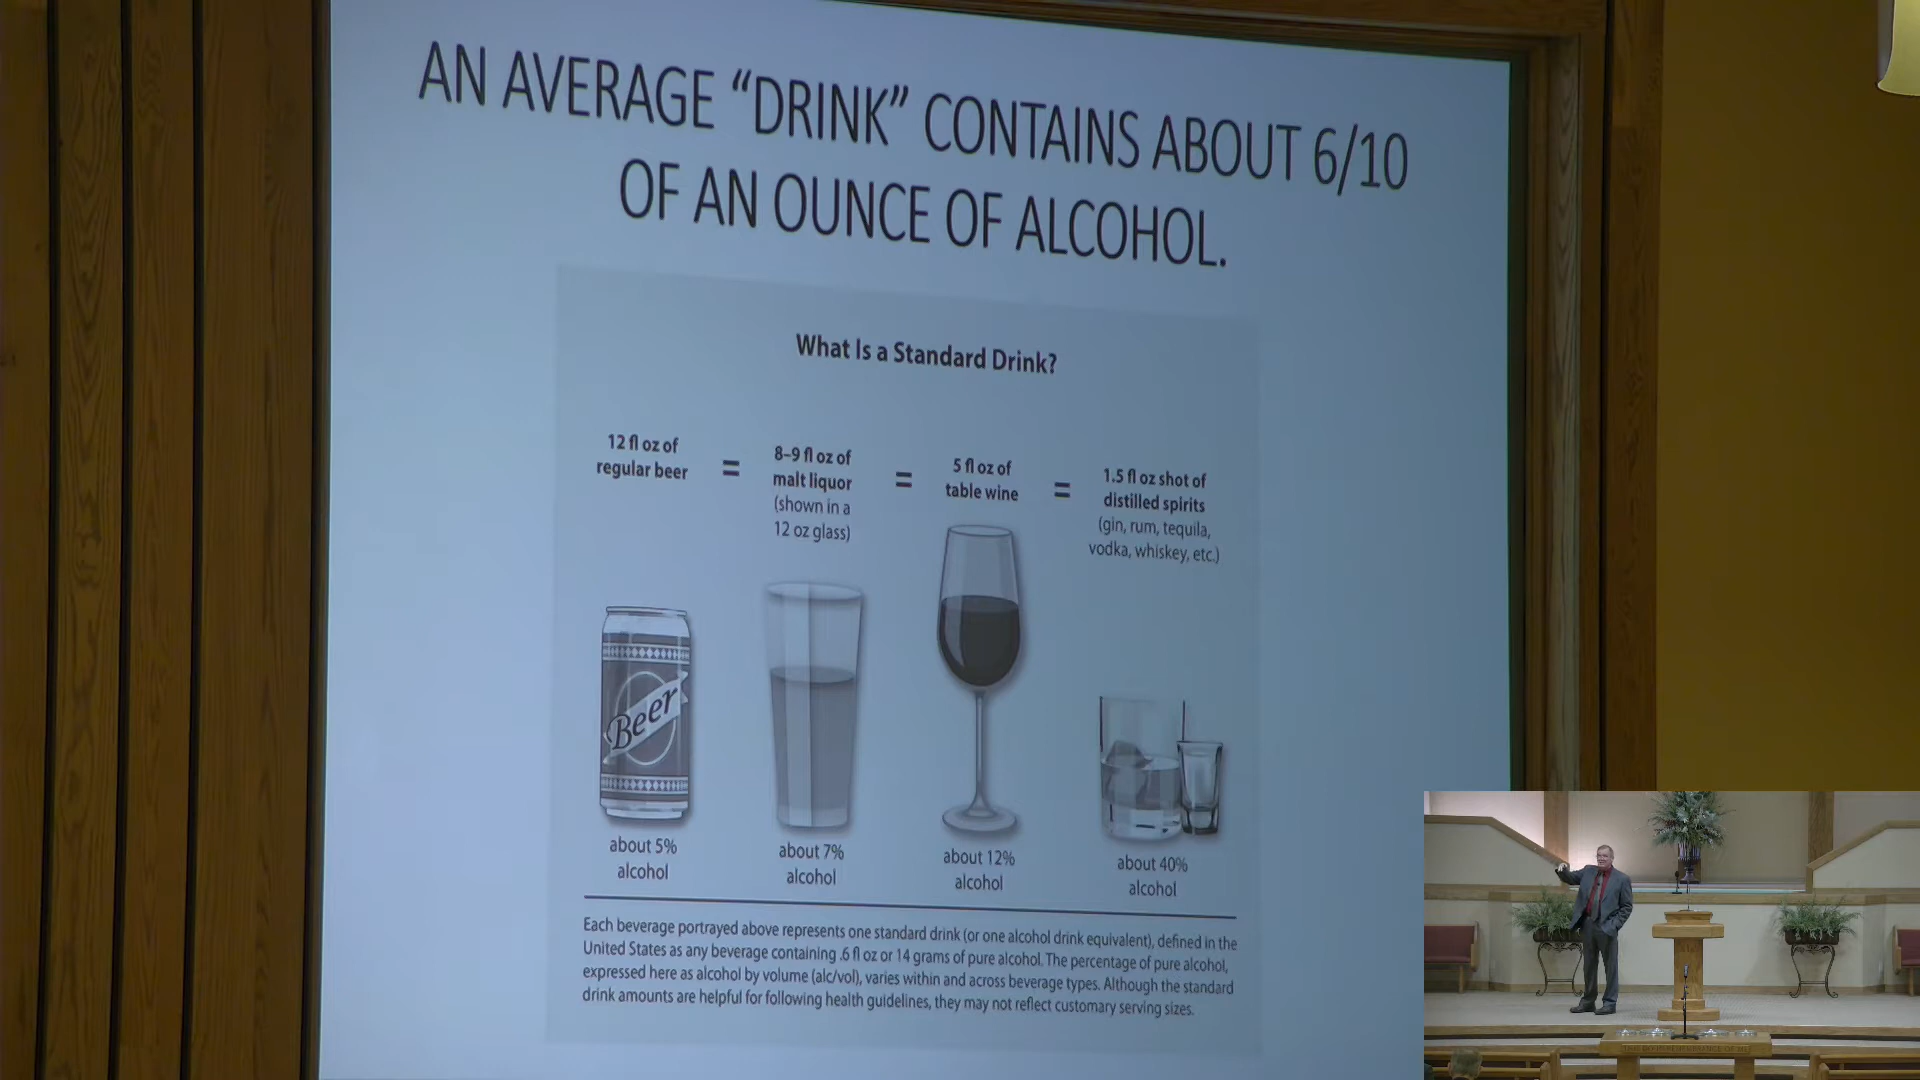 AN AVERAGE “DRINK” CONTAINS ABOUT 6/10
OF AN OUNCE OF ALCOHOL.
What Is a Standard Drink?
12 fl oz of
regular beer
=
8–9 fl oz of
malt liquor
(shown in a
12 oz glass)
=
5 fl oz of
table wine
=
1.5 fl oz shot of
distilled spirits
(gin, rum, tequila,
vodka, whiskey, etc.)
Beer
about 5%
alcohol
about 7%
alcohol
about 12%
alcohol
about 40%
alcohol
Each beverage portrayed above represents one standard drink (or one alcohol drink equivalent), defined in the
United States as any beverage containing .6 fl oz or 14 grams of pure alcohol. The percentage of pure alcohol,
expressed here as alcohol by volume (alc/vol), varies within and across beverage types. Although the standard
drink amounts are helpful for following health guidelines, they may not reflect customary serving sizes.